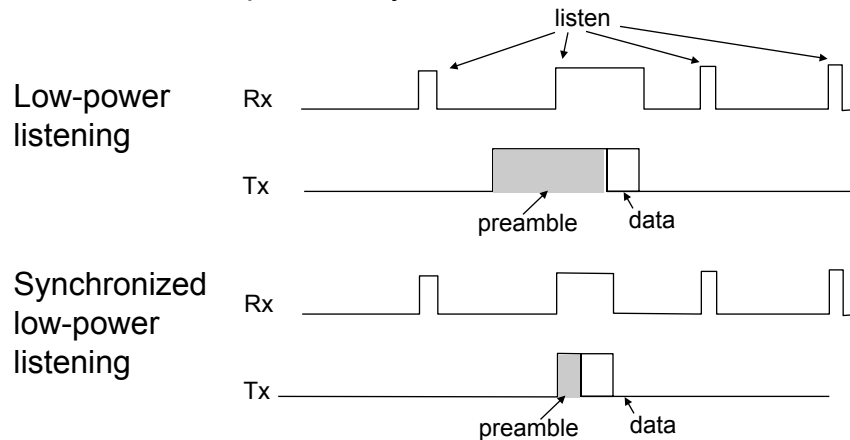 listen
Low-power
listening
Rx
Tx
preamble
data
Synchronized
low-power
listening
Rx
Tx
preamble
data